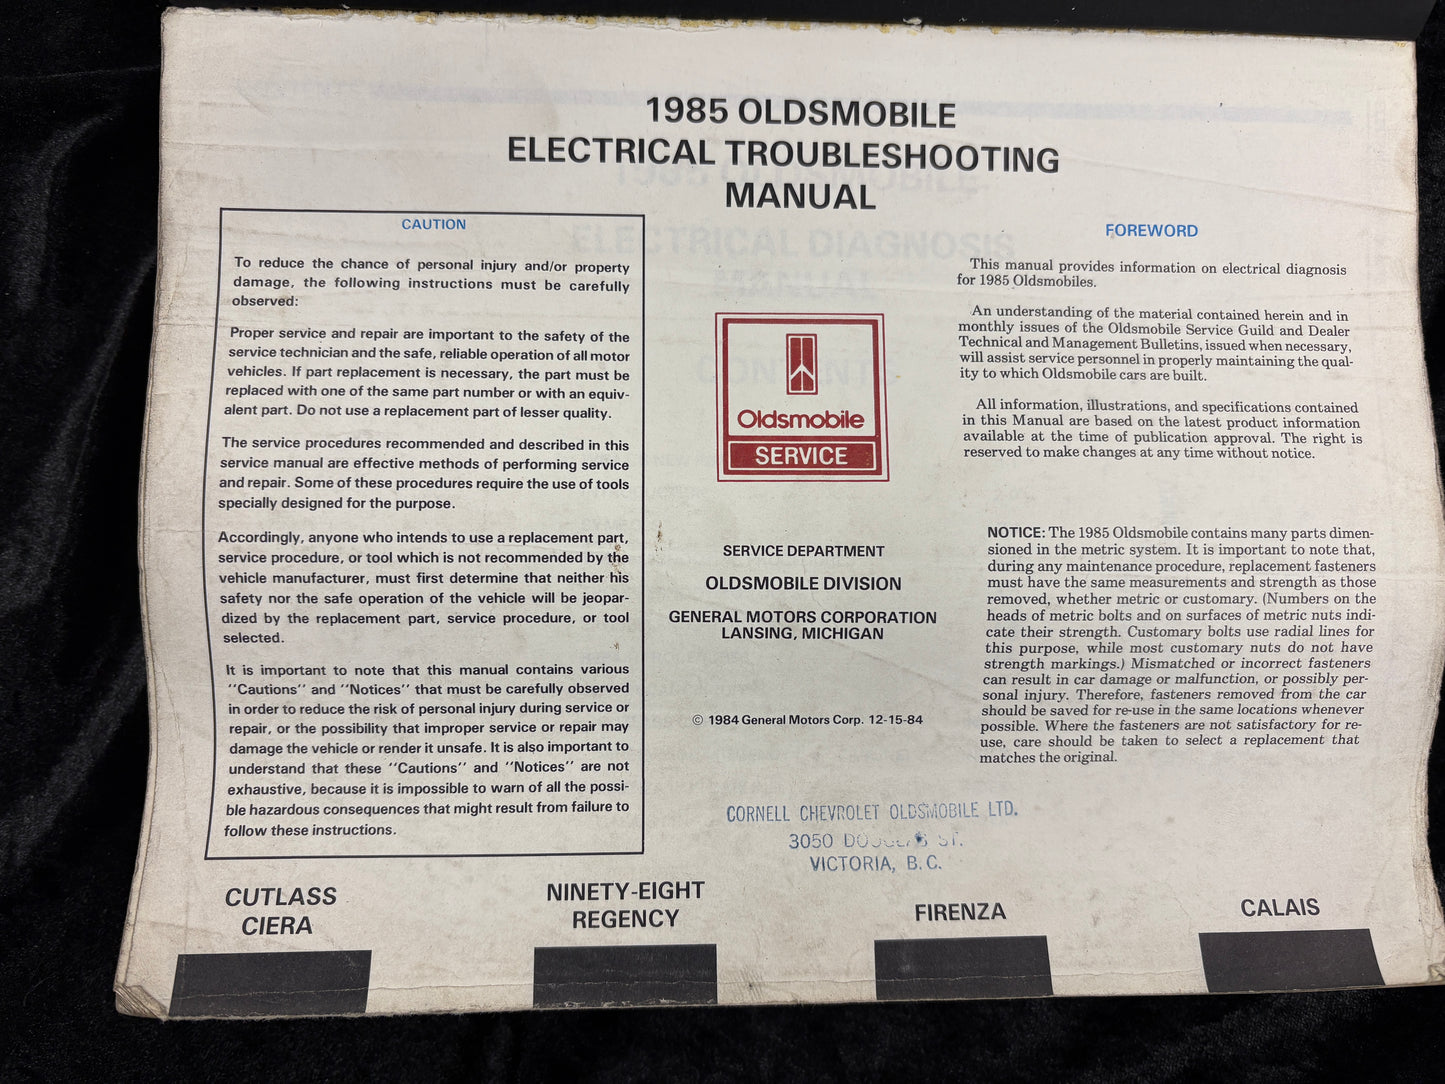 1985 OLDSMOBILE
ELECTRICAL TROUBLESHOOTING
MANUAL
CAUTION
To reduce the chance of personal injury and/or property
damage, the following instructions must be carefully
observed:
Proper service and repair are important to the safety of the
service technician and the safe, reliable operation of all motor
vehicles. If part replacement is necessary, the part must be
replaced with one of the same part number or with an equiv-
alent part. Do not use a replacement part of lesser quality.
The service procedures recommended and described in this
service manual are effective methods of performing service
and repair. Some of these procedures require the use of tools
specially designed for the purpose.
Accordingly, anyone who intends to use a replacement part,
service procedure, or tool which is not recommended by the
vehicle manufacturer, must first determine that neither his
safety nor the safe operation of the vehicle will be jeopar-
dized by the replacement part, service procedure, or tool
selected.
It is important to note that this manual contains various
"Cautions" and "Notices" that must be carefully observed
in order to reduce the risk of personal injury during service or
repair, or the possibility that improper service or repair may
damage the vehicle or render it unsafe. It is also important to
understand that these "Cautions" and "Notices" are not
exhaustive, because it is impossible to warn of all the possi-
ble hazardous consequences that might result from failure to
follow these instructions.
Oldsmobile
SERVICE
SERVICE DEPARTMENT
OLDSMOBILE DIVISION
GENERAL MOTORS CORPORATION
LANSING, MICHIGAN
© 1984 General Motors Corp. 12-15-84
CORNELL CHEVROLET OLDSMOBILE LTD.
3050 ST.
VICTORIA, B.C.
FOREWORD
This manual provides information on electrical diagnosis
for 1985 Oldsmobiles.
An understanding of the material contained herein and in
monthly issues of the Oldsmobile Service Guild and Dealer
Technical and Management Bulletins, issued when necessary,
will assist service personnel in properly maintaining the qual-
ity to which Oldsmobile cars are built.
All information, illustrations, and specifications contained
in this Manual are based on the latest product information
available at the time of publication approval. The right is
reserved to make changes at any time without notice.
NOTICE: The 1985 Oldsmobile contains many parts dimen-
sioned in the metric system. It is important to note that,
during any maintenance procedure, replacement fasteners
must have the same measurements and strength as those
removed, whether metric or customary. (Numbers on the
heads of metric bolts and on surfaces of metric nuts indi-
cate their strength. Customary bolts use radial lines for
this purpose, while most customary nuts do not have
strength markings.) Mismatched or incorrect fasteners
can result in car damage or malfunction, or possibly per-
sonal injury. Therefore, fasteners removed from the car
should be saved for re-use in the same locations whenever
possible. Where the fasteners are not satisfactory for re-
use, care should be taken to select a replacement that
matches the original.
CUTLASS
CIERA
NINETY-EIGHT
REGENCY
FIRENZA
CALAIS